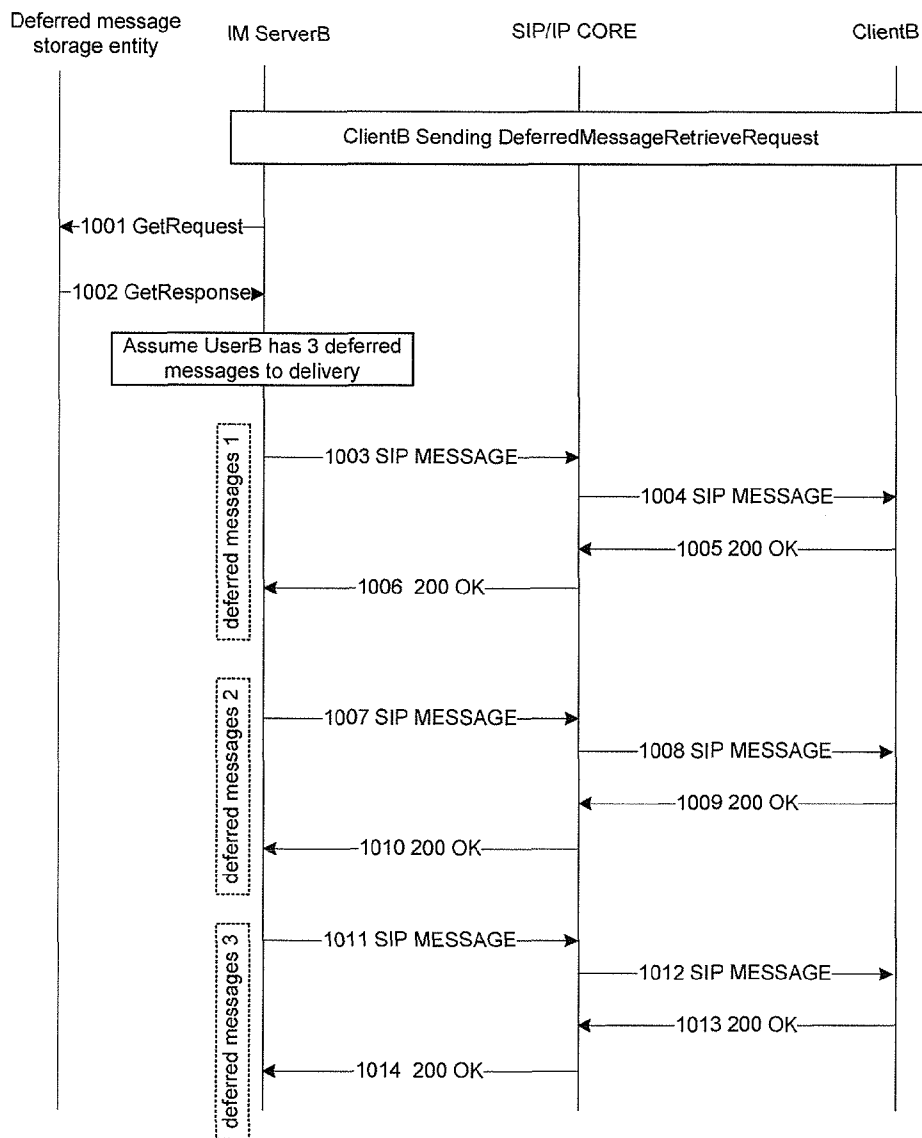 Deferred message
storage entity
IM ServerB
SIP/IP CORE
ClientB
ClientB Sending DeferredMessageRetrieveRequest
1001 GetRequest
1002 GetResponse
Assume UserB has 3 deferred
messages to delivery
deferred messages 1
1003 SIP MESSAGE
1004 SIP MESSAGE
1005 200 OK
1006 200 OK
deferred messages 2
1007 SIP MESSAGE
1008 SIP MESSAGE
1009 200 OK
1010 200 OK
deferred messages 3
1011 SIP MESSAGE
1012 SIP MESSAGE
1013 200 OK
1014 200 OK